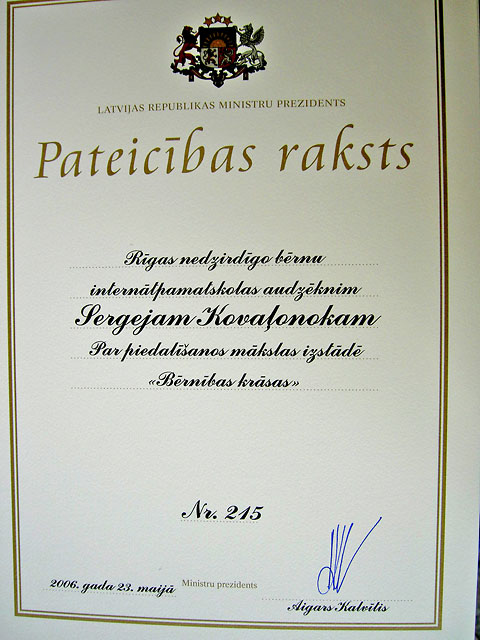 LATVIJAS REPUBLIKAS MINISTRU PREZIDENTS
Pateicības raksts
Rīgas nedzirdīgo bērnu
internātpamatskolas audzēknim
Sergejam Kovaļonokam
Par piedalīšanos mākslas izstādē
«Bērnības krāsas»
Nr. 215
2006. gada 23. maijā Ministru prezidents
Aigars Kalvītis